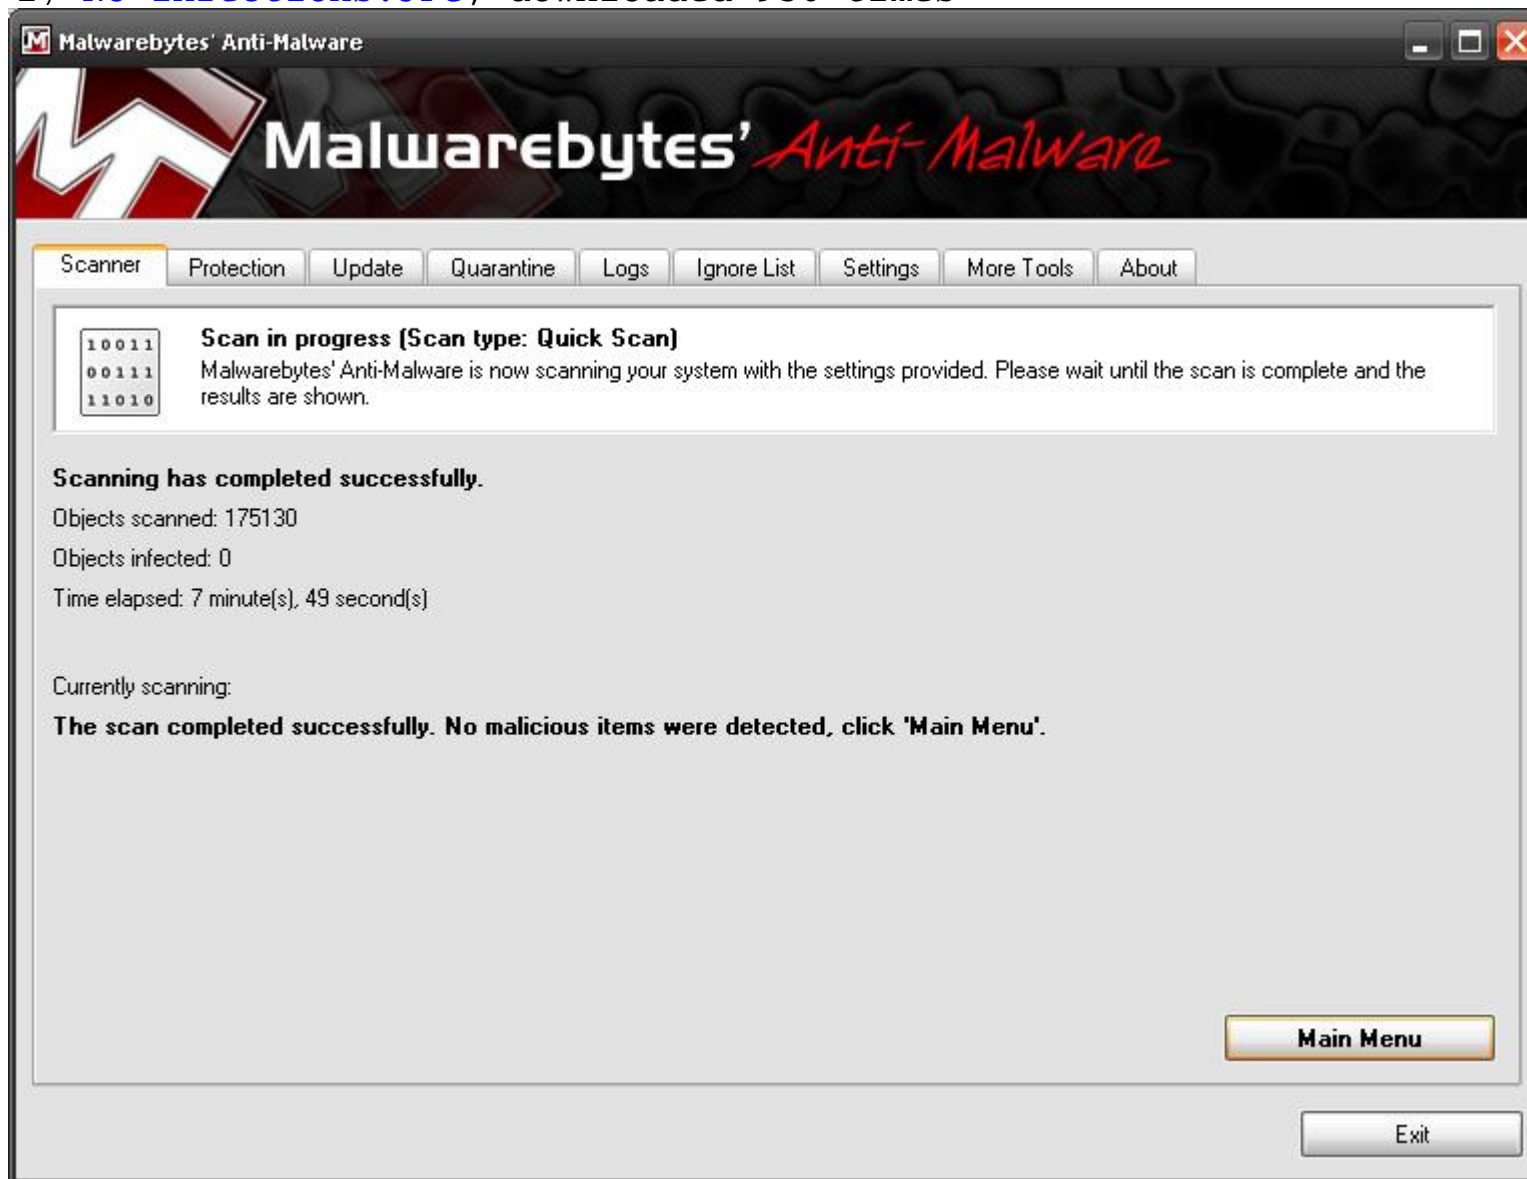 Malwarebytes' Anti-Malware
Malwarebytes' Anti-Malware
Scanner Protection Update Quarantine Logs Ignore List Settings More Tools About
10011
00111
11010
Scan in progress (Scan type: Quick Scan)
Malwarebytes' Anti-Malware is now scanning your system with the settings provided. Please wait until the scan is complete and the
results are shown.
Scanning has completed successfully.
Objects scanned: 175130
Objects infected: 0
Time elapsed: 7 minute(s), 49 second(s)
Currently scanning:
The scan completed successfully. No malicious items were detected, click 'Main Menu'.
Main Menu
Exit